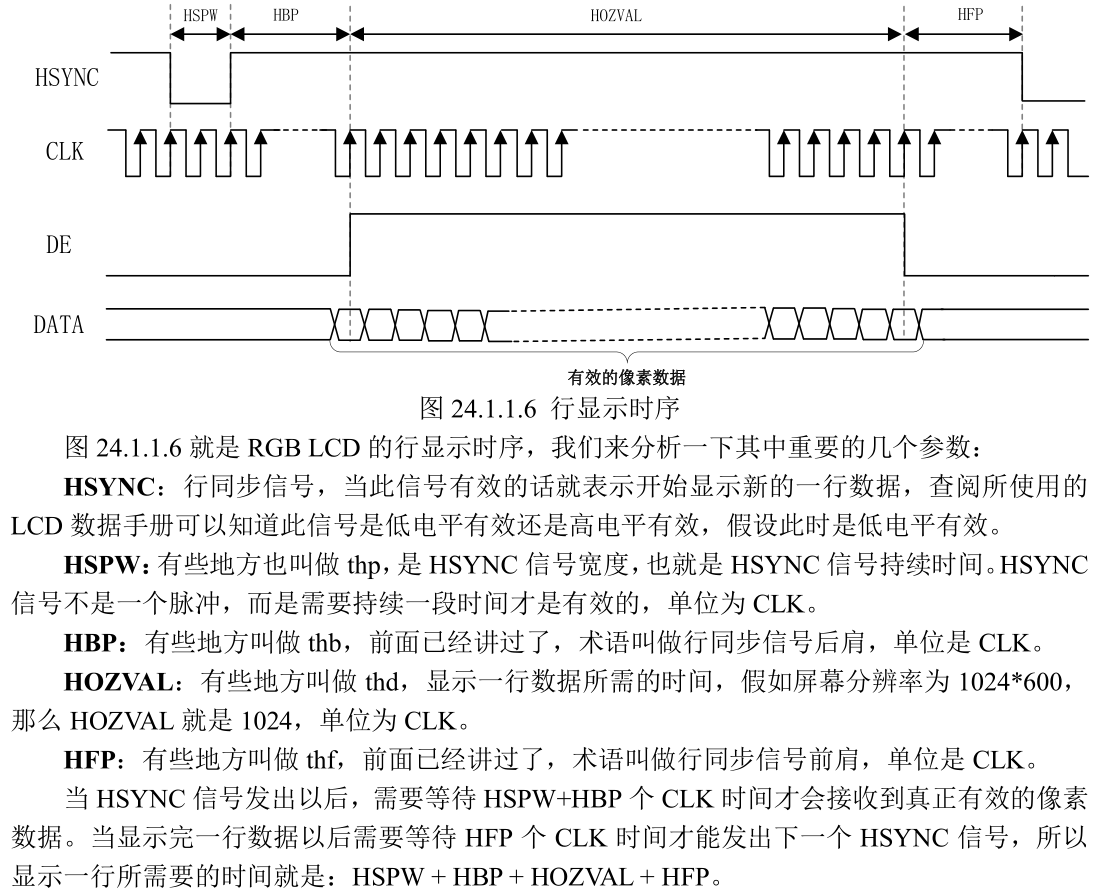 HSPW HBP HOZVAL HFP
HSYNC
CLK
DE
DATA
有效的像素数据
图 24.1.1.6 行显示时序
图 24.1.1.6 就是 RGB LCD 的行显示时序，我们来分析一下其中重要的几个参数：
HSYNC：行同步信号，当此信号有效的话就表示开始显示新的一行数据，查阅所使用的
LCD 数据手册可以知道此信号是低电平有效还是高电平有效，假设此时是低电平有效。
HSPW：有些地方也叫做 thp，是 HSYNC 信号宽度，也就是 HSYNC 信号持续时间。HSYNC
信号不是一个脉冲，而是需要持续一段时间才是有效的，单位为 CLK。
HBP：有些地方叫做 thb，前面已经讲过了，术语叫做行同步信号后肩，单位是 CLK。
HOZVAL：有些地方叫做 thd，显示一行数据所需的时间，假如屏幕分辨率为 1024*600，
那么 HOZVAL 就是 1024，单位为 CLK。
HFP：有些地方叫做 thf，前面已经讲过了，术语叫做行同步信号前肩，单位是 CLK。
当 HSYNC 信号发出以后，需要等待 HSPW+HBP 个 CLK 时间才会接收到真正有效的像素
数据。当显示完一行数据以后需要等待 HFP 个 CLK 时间才能发出下一个 HSYNC 信号，所以
显示一行所需要的时间就是：HSPW + HBP + HOZVAL + HFP。